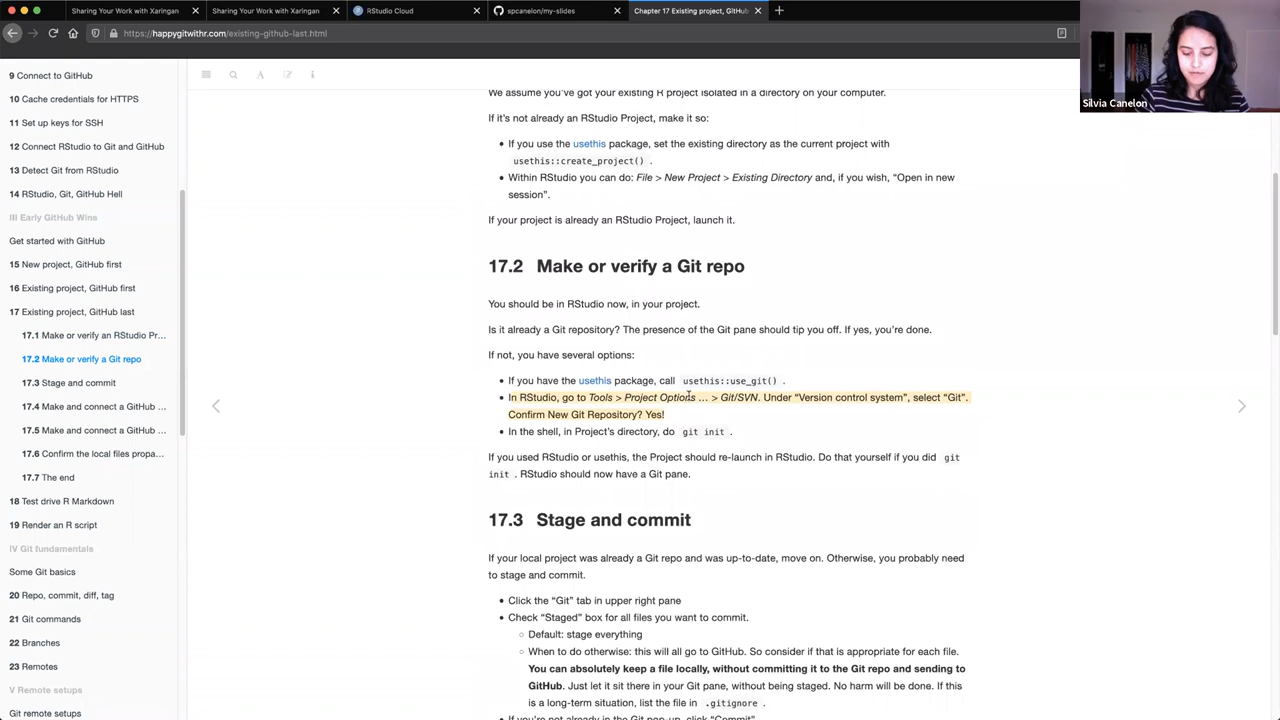 Sharing Your Work with Xaringan
Sharing Your Work with Xaringan
RStudio Cloud
spcanelon/my-slides
Chapter 17 Existing project, GitHu
https://happygitwithr.com/existing-github-last.html
Silvia Canelon
9 Connect to GitHub
10 Cache credentials for HTTPS
11 Set up keys for SSH
12 Connect RStudio to Git and GitHub
13 Detect Git from RStudio
14 RStudio, Git, GitHub Hell
III Early GitHub Wins
Get started with GitHub
15 New project, GitHub first
16 Existing project, GitHub first
17 Existing project, GitHub last
17.1 Make or verify an RStudio Pr...
17.2 Make or verify a Git repo
17.3 Stage and commit
17.4 Make and connect a GitHub ...
17.5 Make and connect a GitHub ...
17.6 Confirm the local files propa...
17.7 The end
18 Test drive R Markdown
19 Render an R script
IV Git fundamentals
Some Git basics
20 Repo, commit, diff, tag
21 Git commands
22 Branches
23 Remotes
V Remote setups
Git remote setups
We assume you've got your existing R project isolated in a directory on your computer.
If it's not already an RStudio Project, make it so:
• If you use the usethis package, set the existing directory as the current project with
usethis::create_project() .
• Within RStudio you can do: File > New Project > Existing Directory and, if you wish, "Open in new
session".
If your project is already an RStudio Project, launch it.
17.2 Make or verify a Git repo
You should be in RStudio now, in your project.
Is it already a Git repository? The presence of the Git pane should tip you off. If yes, you're done.
If not, you have several options:
• If you have the usethis package, call usethis::use_git() .
• In RStudio, go to Tools > Project Options ... > Git/SVN. Under "Version control system", select "Git".
Confirm New Git Repository? Yes!
• In the shell, in Project's directory, do git init .
If you used RStudio or usethis, the Project should re-launch in RStudio. Do that yourself if you did git
init . RStudio should now have a Git pane.
17.3 Stage and commit
If your local project was already a Git repo and was up-to-date, move on. Otherwise, you probably need
to stage and commit.
• Click the "Git" tab in upper right pane
• Check "Staged" box for all files you want to commit.
○ Default: stage everything
○ When to do otherwise: this will all go to GitHub. So consider if that is appropriate for each file.
You can absolutely keep a file locally, without committing it to the Git repo and sending to
GitHub. Just let it sit there in your Git pane, without being staged. No harm will be done. If this
is a long-term situation, list the file in .gitignore .
• If you're not already in the Git pop-up, click "Commit"